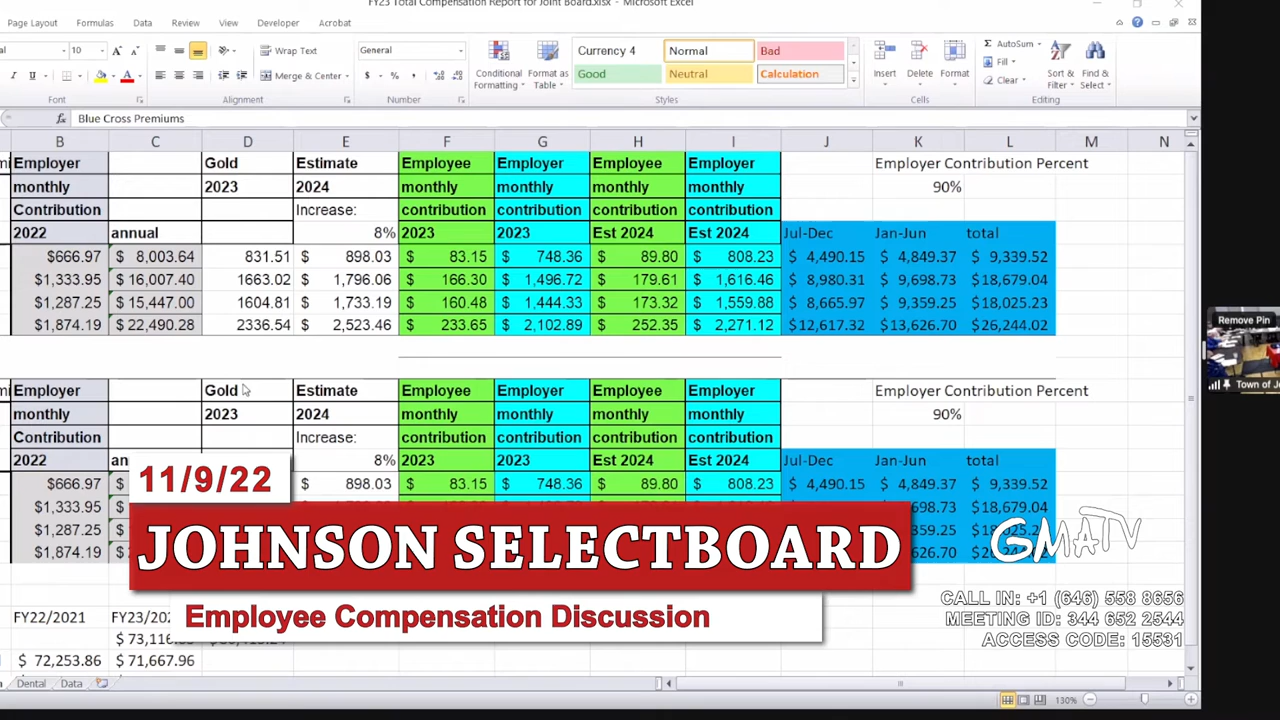 FY23 Total Compensation Report for Joint Board.xlsx - Microsoft Excel
Page Layout Formulas Data Review View Developer Acrobat
10 A A Wrap Text General Currency 4 Normal Bad AutoSum
U A Merge & Center $ % , Conditional Formatting Format as Table Good Neutral Calculation Insert Delete Format Fill Clear Sort & Filter Find & Select
Font Alignment Number Styles Cells Editing
fx Blue Cross Premiums
B C D E F G H I J K L M N
Employer Gold Estimate Employee Employer Employee Employer Employer Contribution Percent
monthly 2023 2024 monthly monthly monthly monthly 90%
Contribution Increase: contribution contribution contribution contribution
2022 annual 8% 2023 2023 Est 2024 Est 2024 Jul-Dec Jan-Jun total
$666.97 $ 8,003.64 831.51 $ 898.03 $ 83.15 $ 748.36 $ 89.80 $ 808.23 $ 4,490.15 $ 4,849.37 $ 9,339.52
$1,333.95 $ 16,007.40 1663.02 $ 1,796.06 $ 166.30 $ 1,496.72 $ 179.61 $ 1,616.46 $ 8,980.31 $ 9,698.73 $18,679.04
$1,287.25 $ 15,447.00 1604.81 $ 1,733.19 $ 160.48 $ 1,444.33 $ 173.32 $ 1,559.88 $ 8,665.97 $ 9,359.25 $18,025.23
$1,874.19 $ 22,490.28 2336.54 $ 2,523.46 $ 233.65 $ 2,102.89 $ 252.35 $ 2,271.12 $12,617.32 $13,626.70 $26,244.02
Remove Pin
Town of Jo
Employer Gold Estimate Employee Employer Employee Employer Employer Contribution Percent
monthly 2023 2024 monthly monthly monthly monthly 90%
Contribution Increase: contribution contribution contribution contribution
2022 an 8% 2023 2023 Est 2024 Est 2024 Jul-Dec Jan-Jun total
$666.97 $ 898.03 $ 83.15 $ 748.36 $ 89.80 $ 808.23 $ 4,490.15 $ 4,849.37 $ 9,339.52
$1,333.95 $ 698.73 $18,679.04
$1,287.25 $
$1,874.19 $
11/9/22
JOHNSON SELECTBOARD
Employee Compensation Discussion
GMATV
CALL IN: +1 (646) 558 8656
MEETING ID: 344 652 2544
ACCESS CODE: 15531
FY22/2021 FY23/20
$ 72,253.86 $ 71,667.96
Dental Data
130%